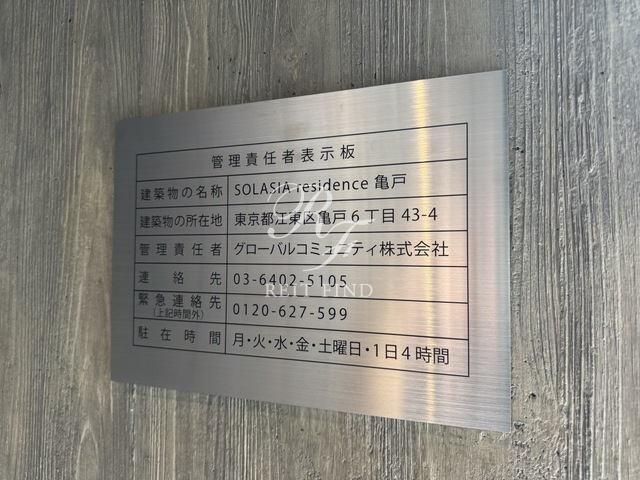 管理責任者表示板
建築物の名称 SOLASIA residence 亀戸
建築物の所在地 東京都江東区亀戸6丁目43-4
管理責任者 グローバルコミュニティ株式会社
連絡先 03-6402-5105
緊急連絡先 0120-627-599
(上記時間外)
駐在時間 月・火・水・金・土曜日・1日4時間
RF
REIT FIND